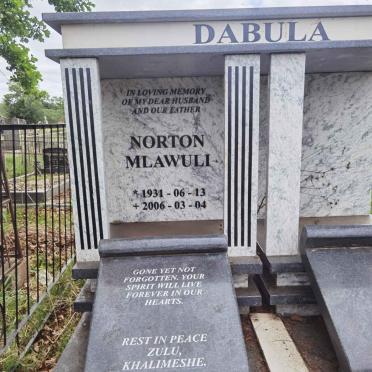 DABULA
IN LOVING MEMORY
OF MY DEAR HUSBAND
AND OUR FATHER
NORTON
MLAWULI
* 1931 - 06 - 13
+ 2006 - 03 - 04
GONE YET NOT
FORGOTTEN. YOUR
SPIRIT WILL LIVE
FOREVER IN OUR
HEARTS.
REST IN PEACE
ZULU,
KHALIMESHE.